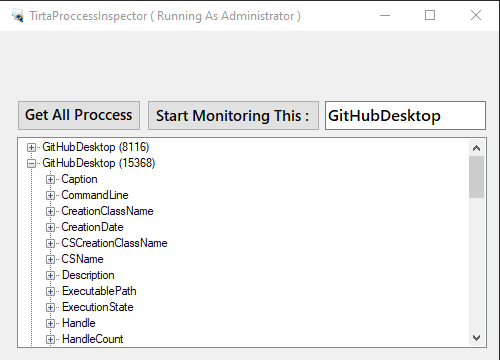 TirtaProccessInspector ( Running As Administrator )
Get All Proccess Start Monitoring This : GitHubDesktop
GitHubDesktop (8116)
GitHubDesktop (15368)
Caption
CommandLine
CreationClassName
CreationDate
CSCreationClassName
CSName
Description
ExecutablePath
ExecutionState
Handle
HandleCount